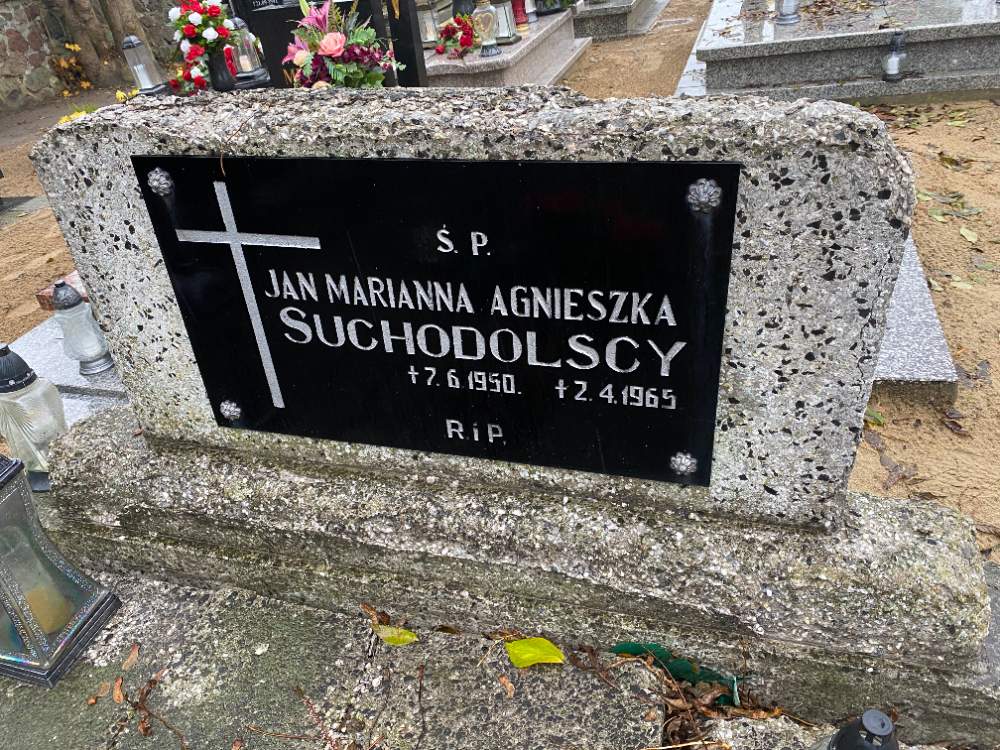 Ś. P.
JAN MARIANNA AGNIESZKA
SUCHODOLSCY
†7.6.1950. †2.4.1965
R. i P.